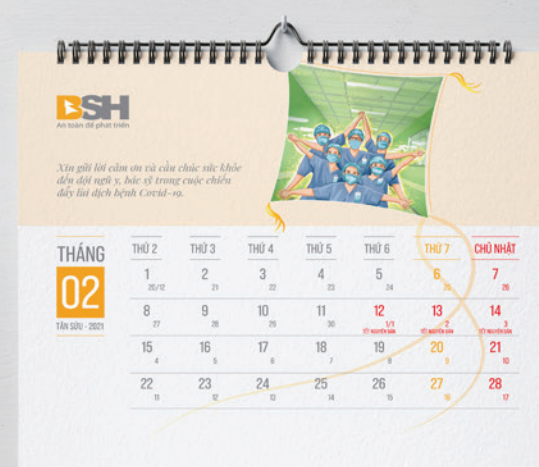 BSH
An toàn để phát triển
Xin gửi lời cảm ơn và cầu chúc sức khỏe
đến đội ngũ y, bác sỹ trong cuộc chiến
đẩy lùi dịch bệnh Covid-19.
THÁNG
02
TÂN SỬU - 2021
THỨ 2 THỨ 3 THỨ 4 THỨ 5 THỨ 6 THỨ 7 CHỦ NHẬT
1 2 3 4 5 6 7
20/12 21 22 23 24 25 26
8 9 10 11 12 13 14
27 28 29 30 1/1 2 3
TẾT NGUYÊN ĐÁN TẾT NGUYÊN ĐÁN TẾT NGUYÊN ĐÁN
15 16 17 18 19 20 21
4 5 6 7 8 9 10
22 23 24 25 26 27 28
11 12 13 14 15 16 17